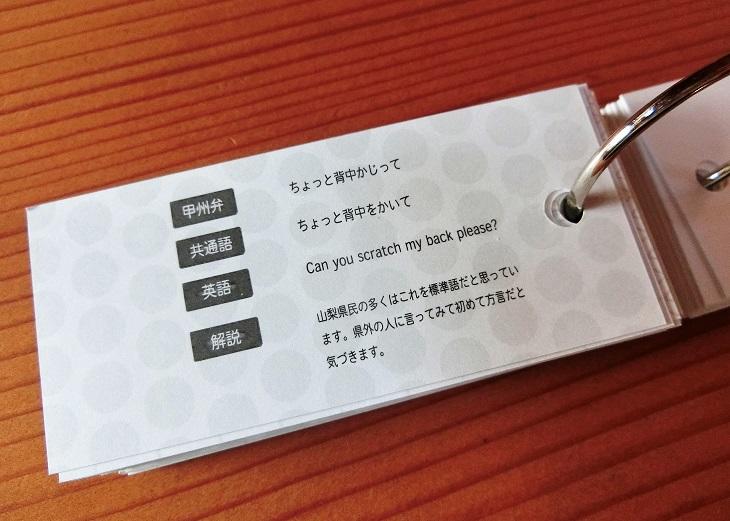 甲州弁 ちょっと背中かじって
共通語 ちょっと背中をかいて
英語 Can you scratch my back please?
解説 山梨県民の多くはこれを標準語だと思ってい
ます。県外の人に言ってみて初めて方言だと
気づきます。